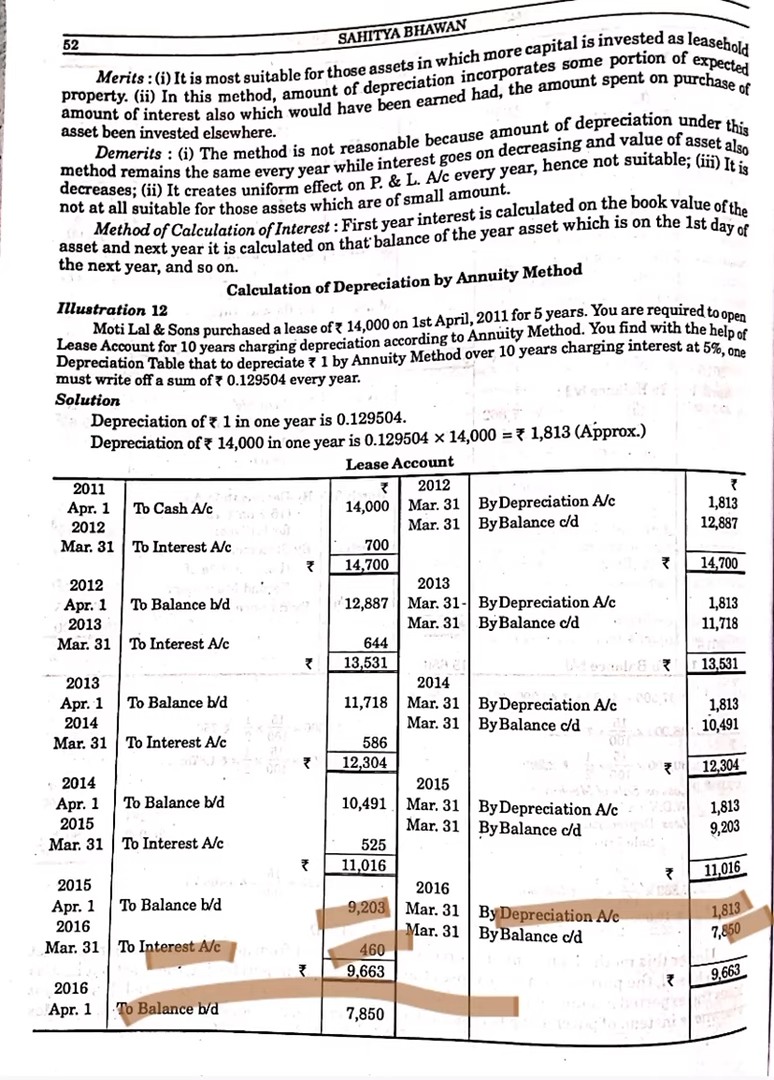 52
SAHITYA BHAWAN
Merits : (i) It is most suitable for those assets in which more capital is invested as leasehold
property. (ii) In this method, amount of depreciation incorporates some portion of expected
amount of interest also which would have been earned had, the amount spent on purchase of
asset been invested elsewhere.
Demerits : (i) The method is not reasonable because amount of depreciation under this
method remains the same every year while interest goes on decreasing and value of asset also
decreases; (ii) It creates uniform effect on P. & L. A/c every year, hence not suitable; (iii) It is
not at all suitable for those assets which are of small amount.
Method of Calculation of Interest : First year interest is calculated on the book value of the
asset and next year it is calculated on that balance of the year asset which is on the 1st day of
the next year, and so on.
Calculation of Depreciation by Annuity Method
Illustration 12
Moti Lal & Sons purchased a lease of ₹ 14,000 on 1st April, 2011 for 5 years. You are required to open
Lease Account for 10 years charging depreciation according to Annuity Method. You find with the help of
Depreciation Table that to depreciate ₹ 1 by Annuity Method over 10 years charging interest at 5%, one
must write off a sum of ₹ 0.129504 every year.
Solution
Depreciation of ₹ 1 in one year is 0.129504.
Depreciation of ₹ 14,000 in one year is 0.129504 × 14,000 = ₹ 1,813 (Approx.)
Lease Account
2011 ₹ 2012 ₹
Apr. 1 To Cash A/c 14,000 Mar. 31 By Depreciation A/c 1,813
2012 Mar. 31 By Balance c/d 12,887
Mar. 31 To Interest A/c 700
₹ 14,700 ₹ 14,700
2012 2013
Apr. 1 To Balance b/d 12,887 Mar. 31 By Depreciation A/c 1,813
2013 Mar. 31 By Balance c/d 11,718
Mar. 31 To Interest A/c 644
₹ 13,531 ₹ 13,531
2013 2014
Apr. 1 To Balance b/d 11,718 Mar. 31 By Depreciation A/c 1,813
2014 Mar. 31 By Balance c/d 10,491
Mar. 31 To Interest A/c 586
₹ 12,304 ₹ 12,304
2014 2015
Apr. 1 To Balance b/d 10,491 Mar. 31 By Depreciation A/c 1,813
2015 Mar. 31 By Balance c/d 9,203
Mar. 31 To Interest A/c 525
₹ 11,016 ₹ 11,016
2015 2016
Apr. 1 To Balance b/d 9,203 Mar. 31 By Depreciation A/c 1,813
2016 Mar. 31 By Balance c/d 7,850
Mar. 31 To Interest A/c 460
₹ 9,663 ₹ 9,663
2016
Apr. 1 To Balance b/d 7,850